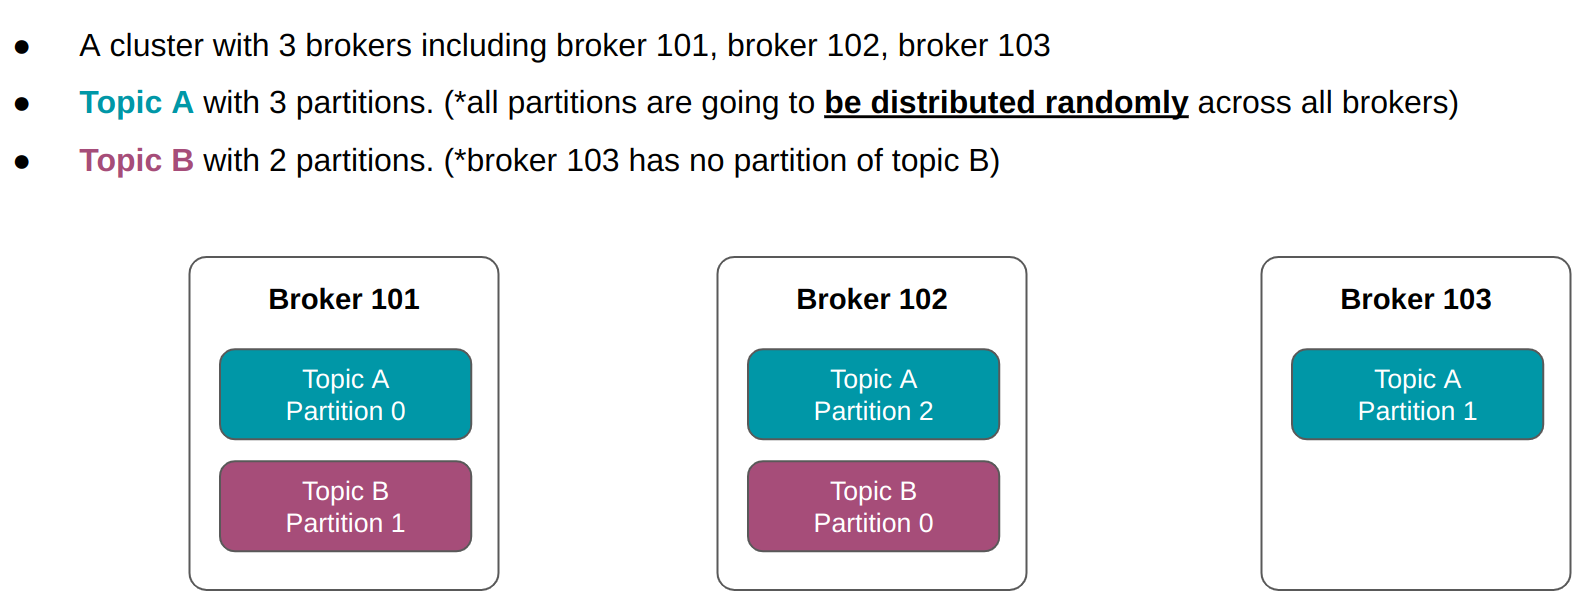 ● A cluster with 3 brokers including broker 101, broker 102, broker 103
● Topic A with 3 partitions. (*all partitions are going to be distributed randomly across all brokers)
● Topic B with 2 partitions. (*broker 103 has no partition of topic B)
Broker 101
Topic A
Partition 0
Topic B
Partition 1
Broker 102
Topic A
Partition 2
Topic B
Partition 0
Broker 103
Topic A
Partition 1